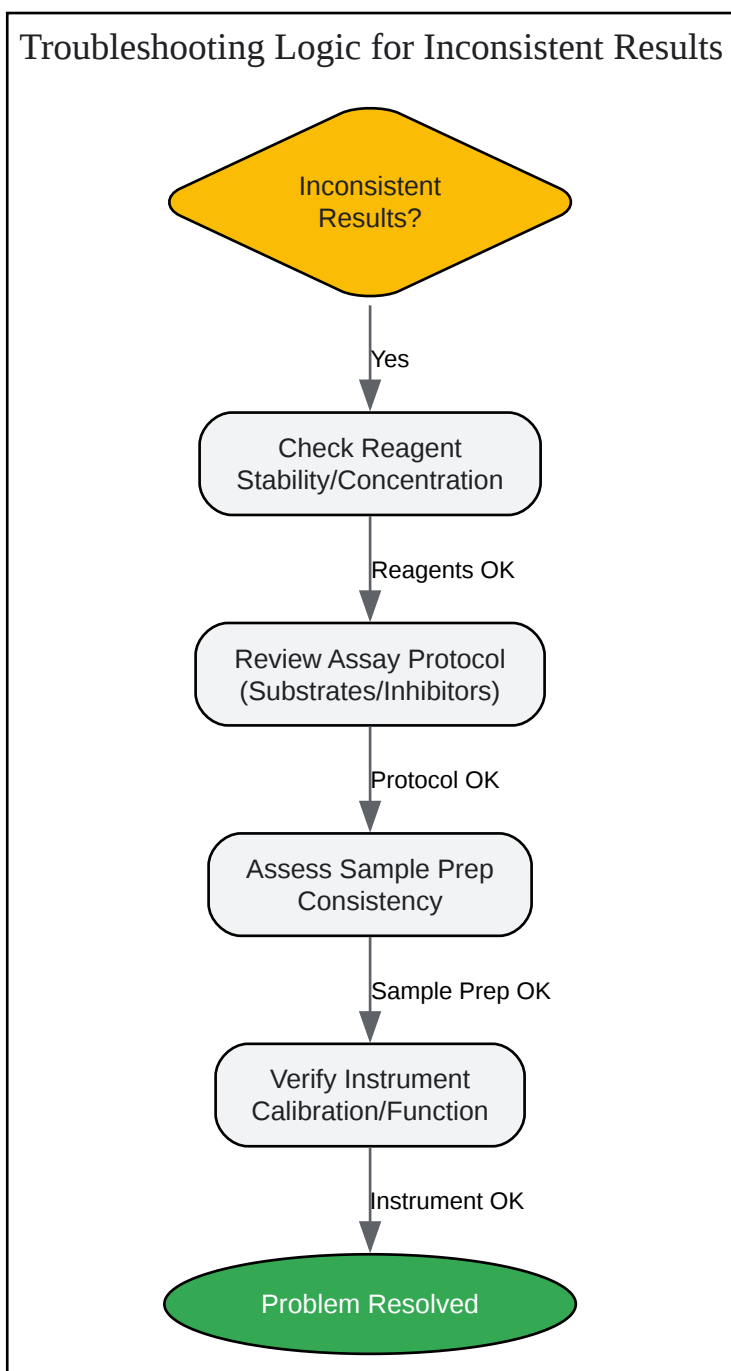 Troubleshooting Logic for Inconsistent Results
Inconsistent
Results?
Yes
Check Reagent
Stability/Concentration
Reagents OK
Review Assay Protocol
(Substrates/Inhibitors)
Protocol OK
Assess Sample Prep
Consistency
Sample Prep OK
Verify Instrument
Calibration/Function
Instrument OK
Problem Resolved